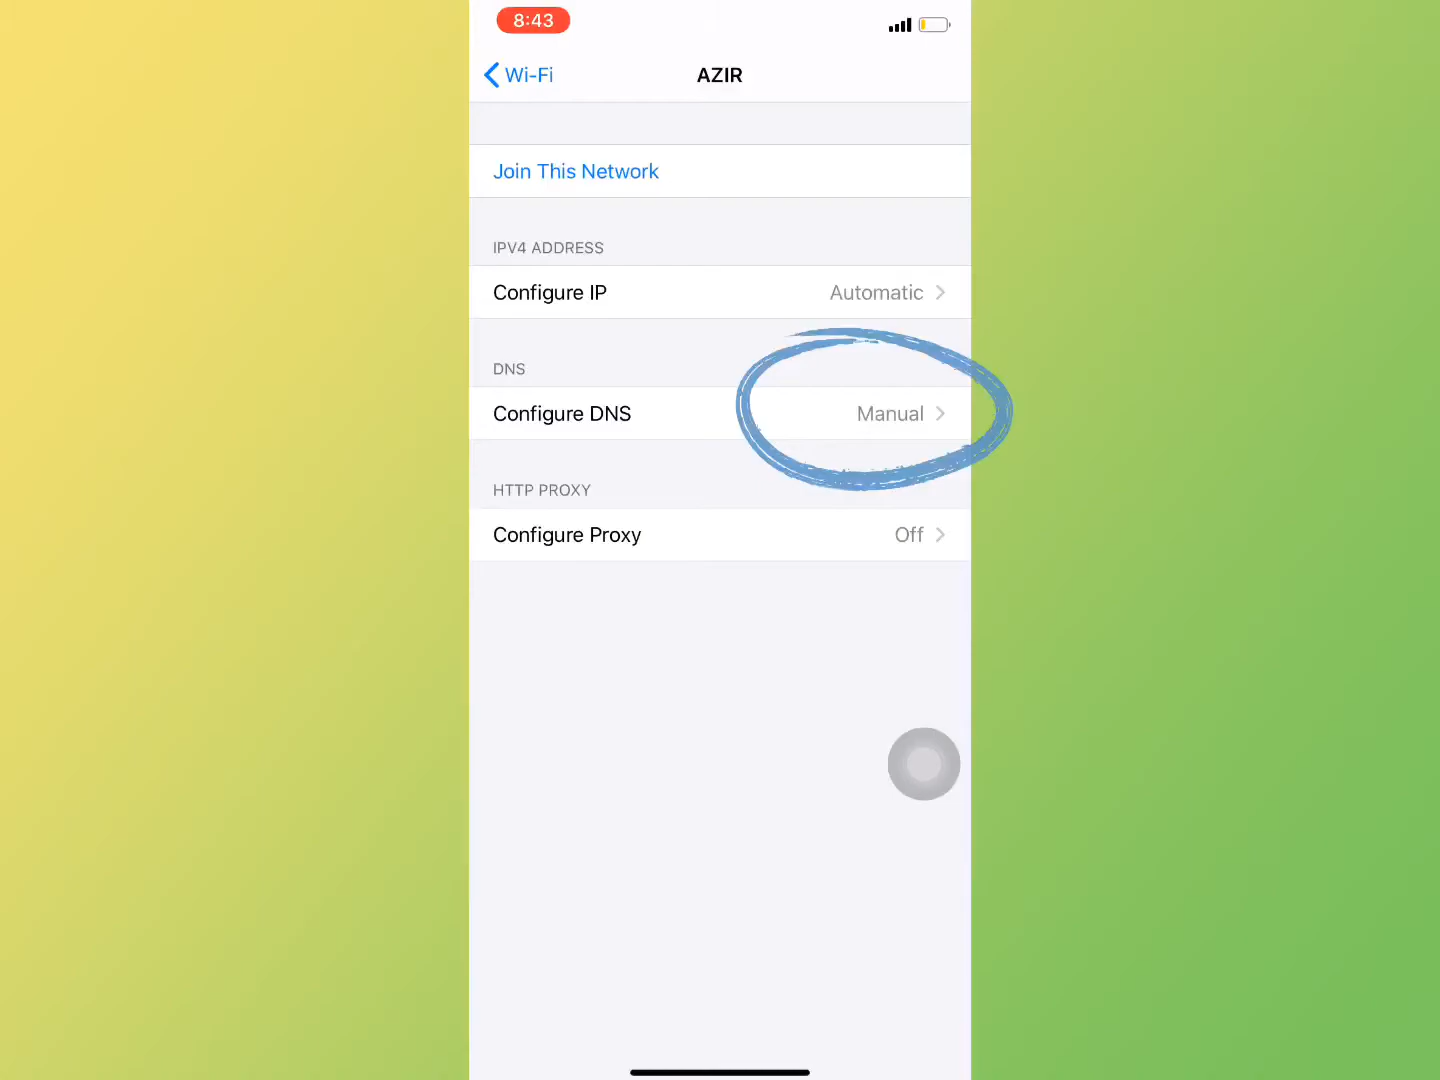 8:43
Wi-Fi
AZIR
Join This Network
IPV4 ADDRESS
Configure IP Automatic
DNS
Configure DNS Manual
HTTP PROXY
Configure Proxy Off